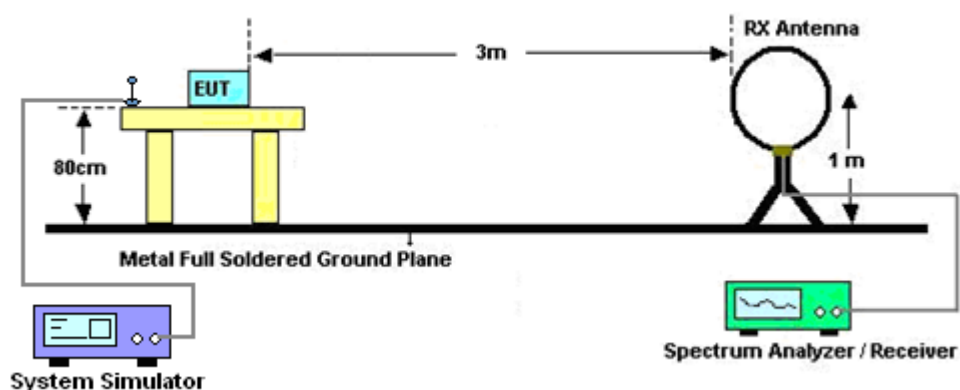 RX Antenna
3m
EUT
80cm
1 m
Metal Full Soldered Ground Plane
System Simulator
Spectrum Analyzer / Receiver